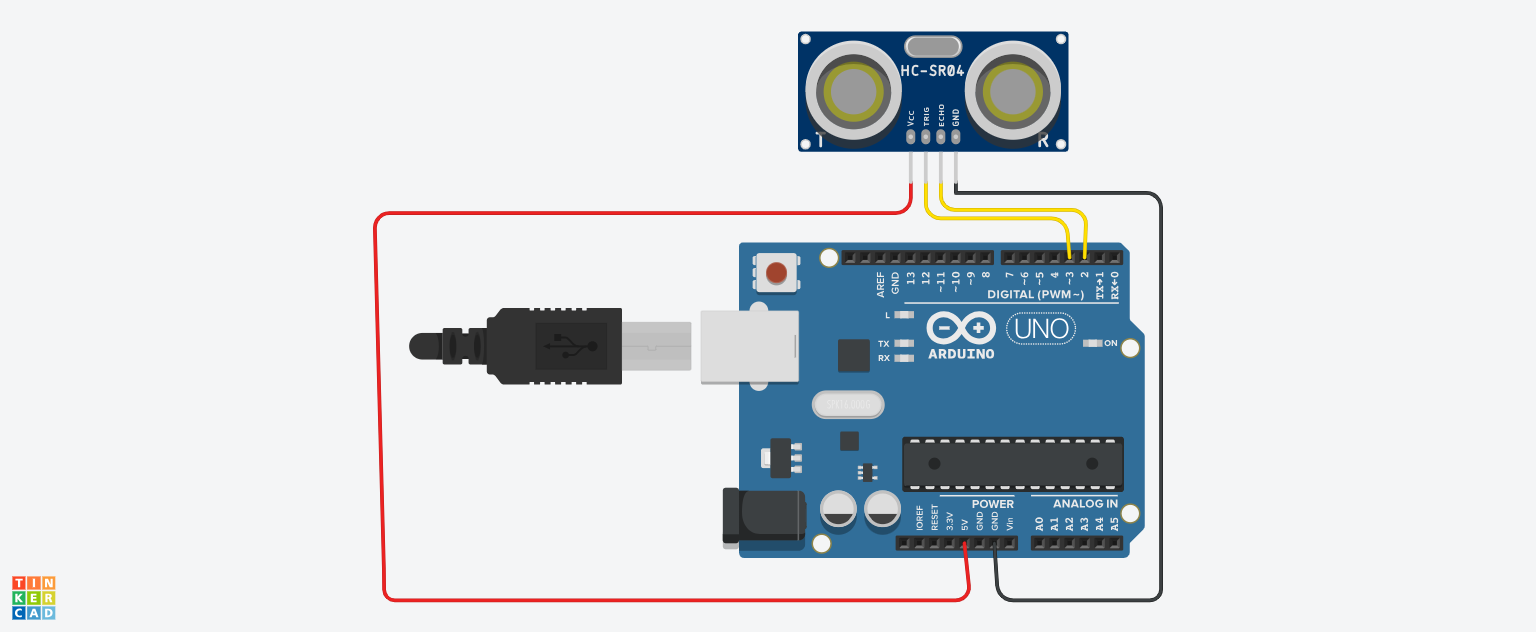 HC-SR04
VCC
TRIG
ECHO
GND
T
R
AREF
GND
13
12
~11
~10
~9
8
7
~6
~5
4
~3
2
TX→1
RX←0
DIGITAL (PWM~)
L
TX
RX
ARDUINO
UNO
ON
POWER
ANALOG IN
IOREF
RESET
3.3V
5V
GND
GND
Vin
A0
A1
A2
A3
A4
A5
TIN
KER
CAD